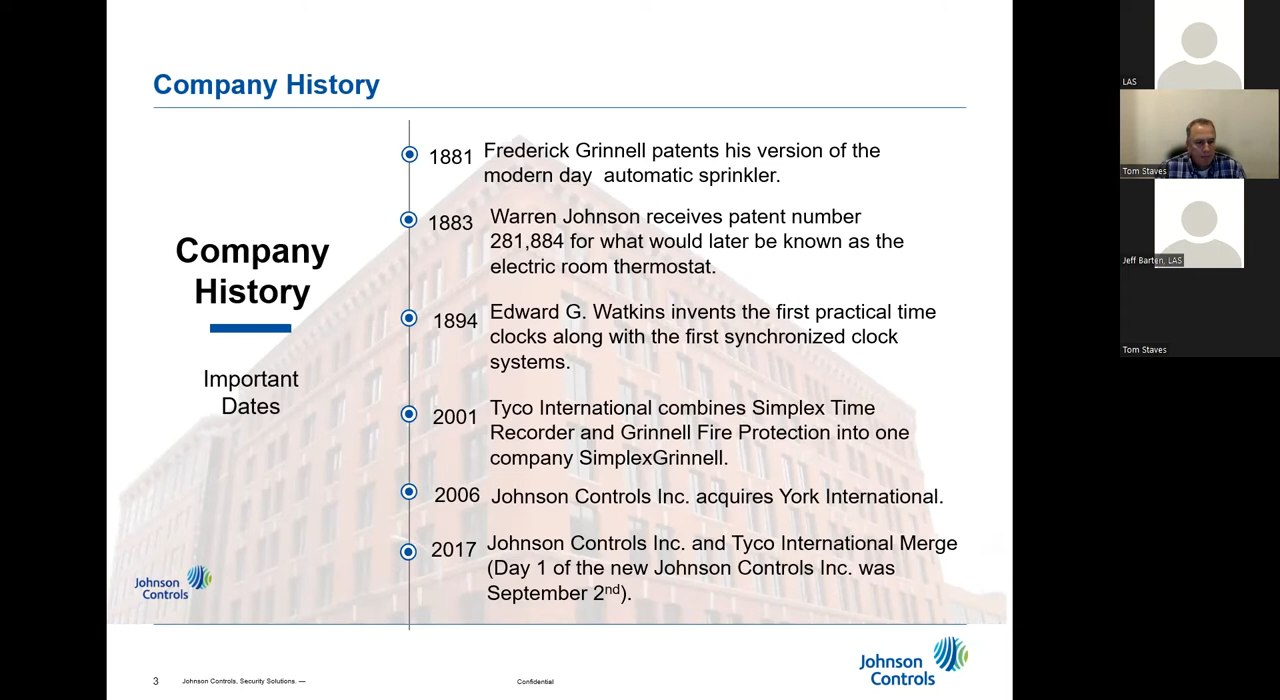 Company History
Company
History
Important
Dates
1881 Frederick Grinnell patents his version of the
modern day  automatic sprinkler.
1883 Warren Johnson receives patent number
281,884 for what would later be known as the
electric room thermostat.
1894 Edward G. Watkins invents the first practical time
clocks along with the first synchronized clock
systems.
2001 Tyco International combines Simplex Time
Recorder and Grinnell Fire Protection into one
company SimplexGrinnell.
2006 Johnson Controls Inc. acquires York International.
2017 Johnson Controls Inc. and Tyco International Merge
(Day 1 of the new Johnson Controls Inc. was
September 2nd).
Johnson
Controls
3 Johnson Controls, Security Solutions. —
Confidential
Johnson
Controls
LAS
Tom Staves
Jeff Barten, LAS
Tom Staves